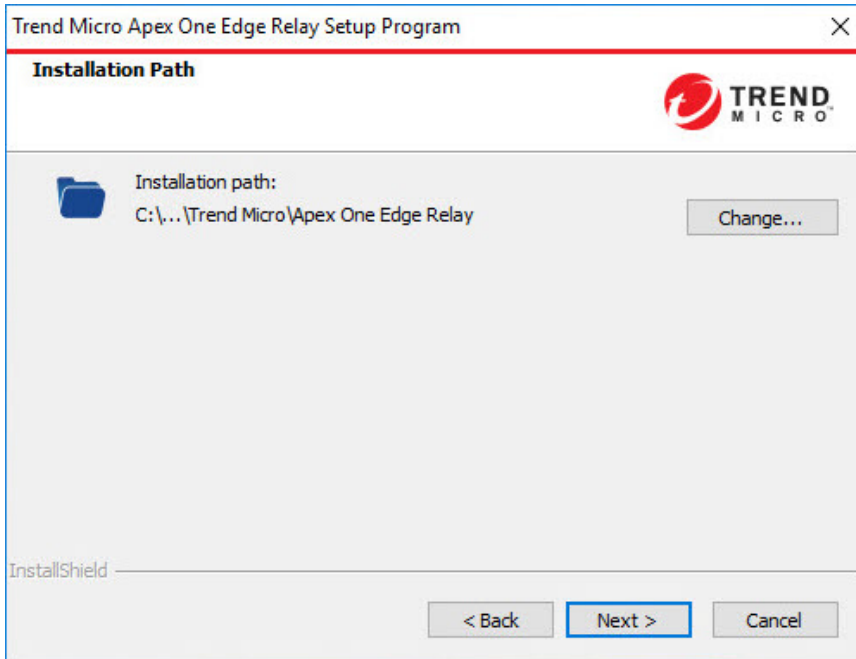 Trend Micro Apex One Edge Relay Setup Program
Installation Path
TREND
MICRO™
Installation path:
C:\...\Trend Micro\Apex One Edge Relay
Change...
InstallShield
< Back
Next >
Cancel